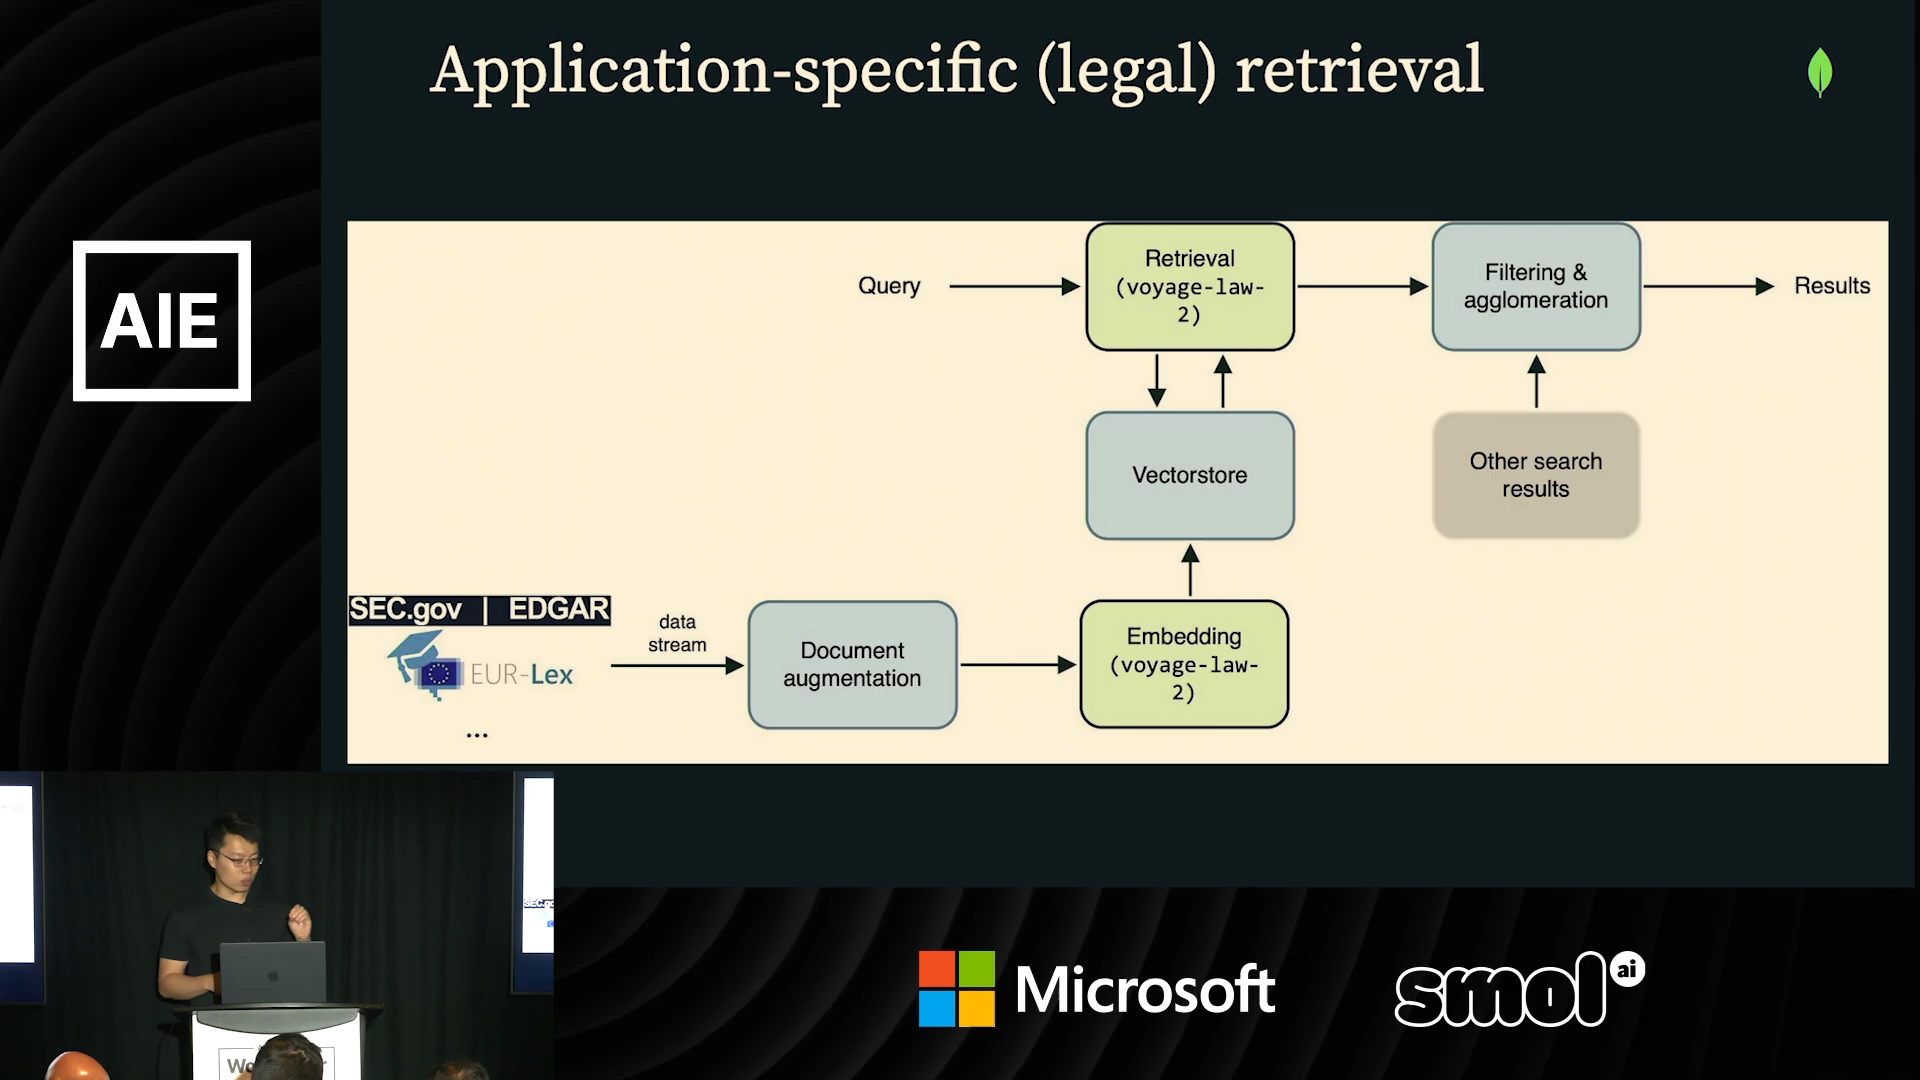 Application-specific (legal) retrieval
AIE
Query
Retrieval
(voyage-law-
2)
Filtering &
agglomeration
Results
Vectorstore
Other search
results
SEC.gov | EDGAR
EUR-Lex
...
data
stream
Document
augmentation
Embedding
(voyage-law-
2)
Microsoft
smol ai